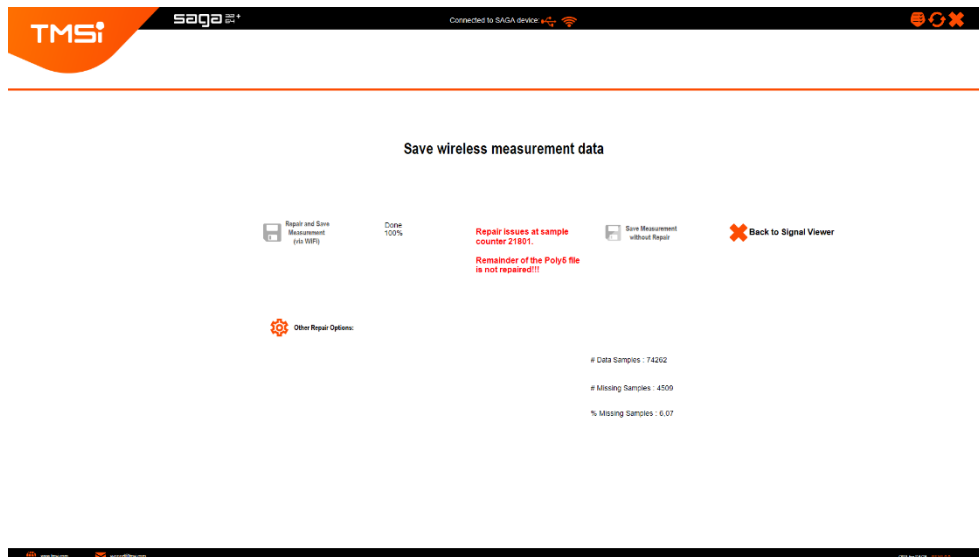 TMSi
saga 32+ 64+
Connected to SAGA device:
Save wireless measurement data
Repair and Save
Measurement
(via WiFi)
Done
100%
Repair issues at sample
counter 21801.
Remainder of the Poly5 file
is not repaired!!!
Save Measurement
without Repair
Back to Signal Viewer
Other Repair Options:
# Data Samples : 74262
# Missing Samples : 4509
% Missing Samples : 6,07